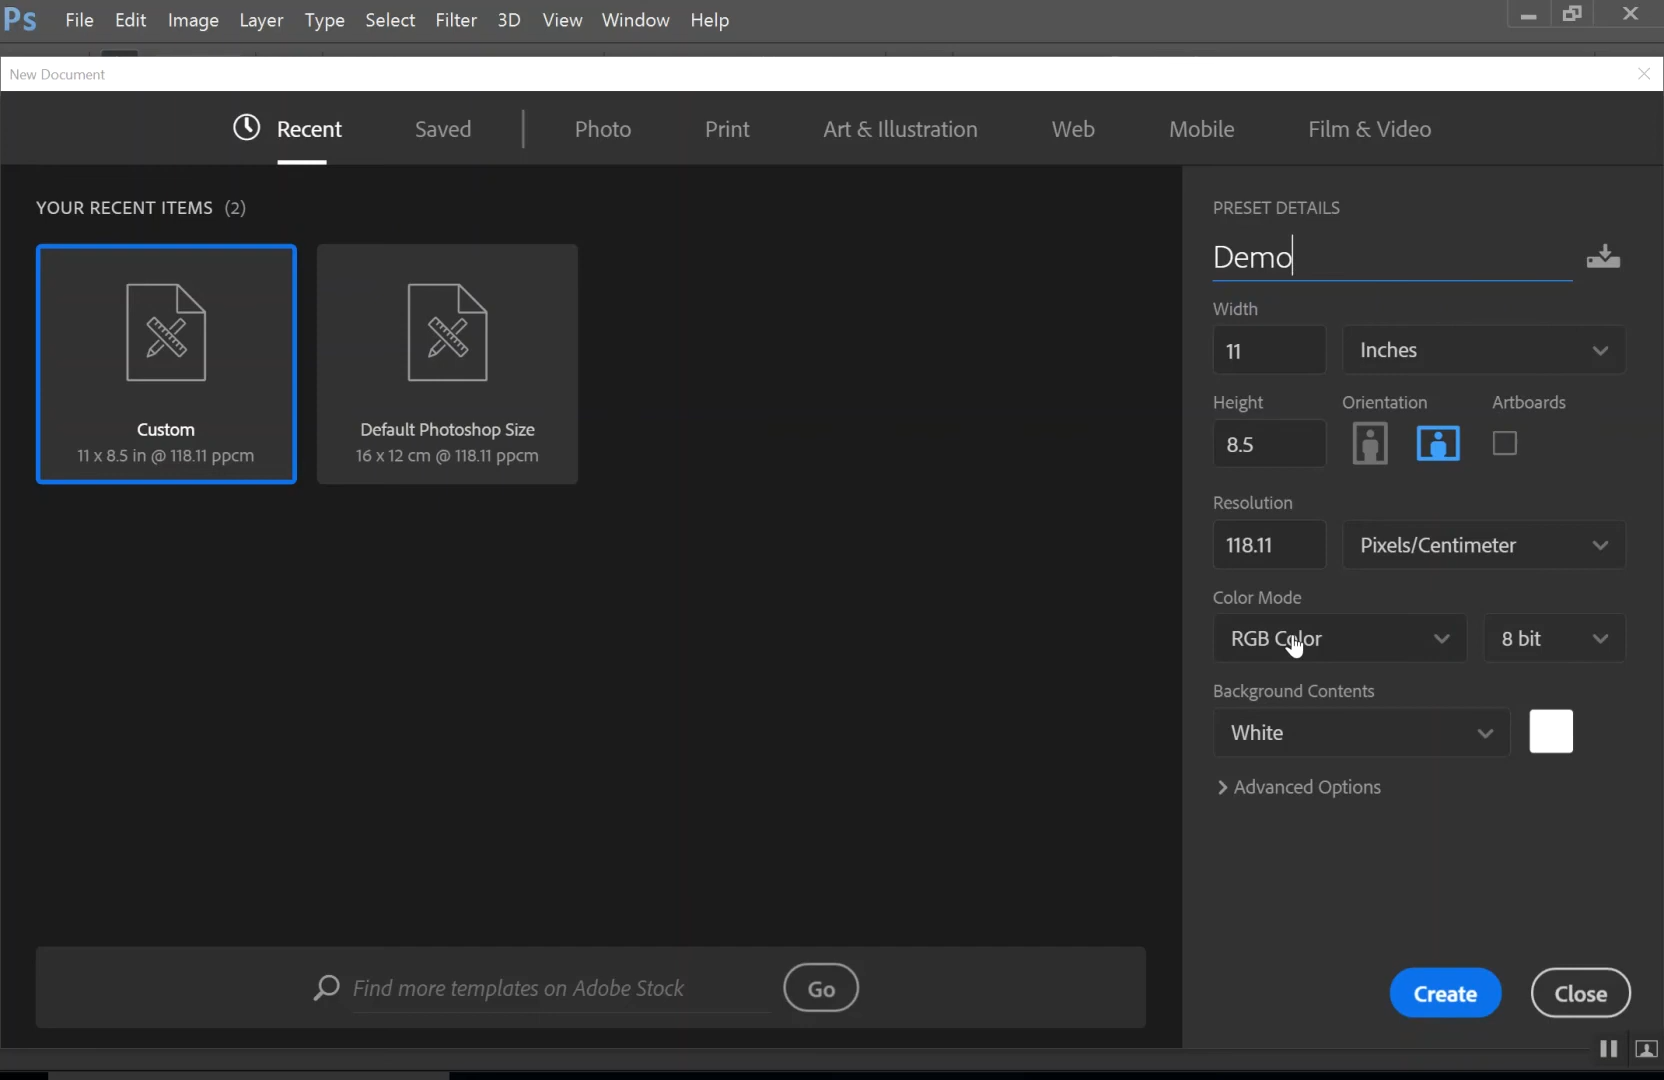 Ps File Edit Image Layer Type Select Filter 3D View Window Help
New Document
Recent Saved Photo Print Art & Illustration Web Mobile Film & Video
YOUR RECENT ITEMS (2)
Custom
11 x 8.5 in @ 118.11 ppcm
Default Photoshop Size
16 x 12 cm @ 118.11 ppcm
Find more templates on Adobe Stock
Go
PRESET DETAILS
Demo
Width
11 Inches
Height Orientation Artboards
8.5
Resolution
118.11 Pixels/Centimeter
Color Mode
RGB Color 8 bit
Background Contents
White
Advanced Options
Create Close